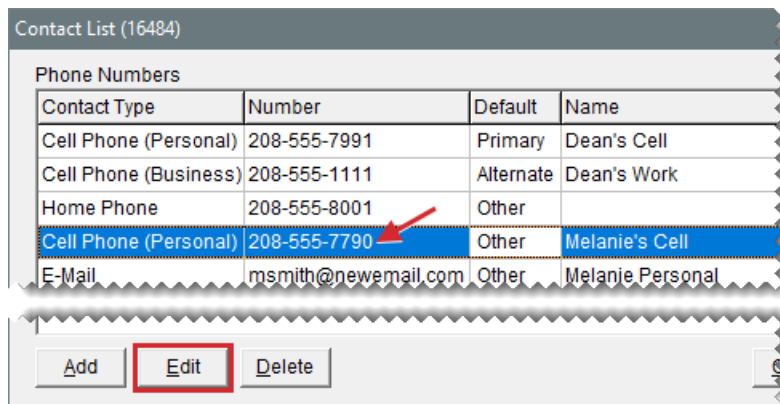 Contact List (16484)
Phone Numbers
Contact Type Number Default Name
Cell Phone (Personal) 208-555-7991 Primary Dean's Cell
Cell Phone (Business) 208-555-1111 Alternate Dean's Work
Home Phone 208-555-8001 Other
Cell Phone (Personal) 208-555-7790 Other Melanie's Cell
E-Mail msmith@newemail.com Other Melanie Personal
Add Edit Delete